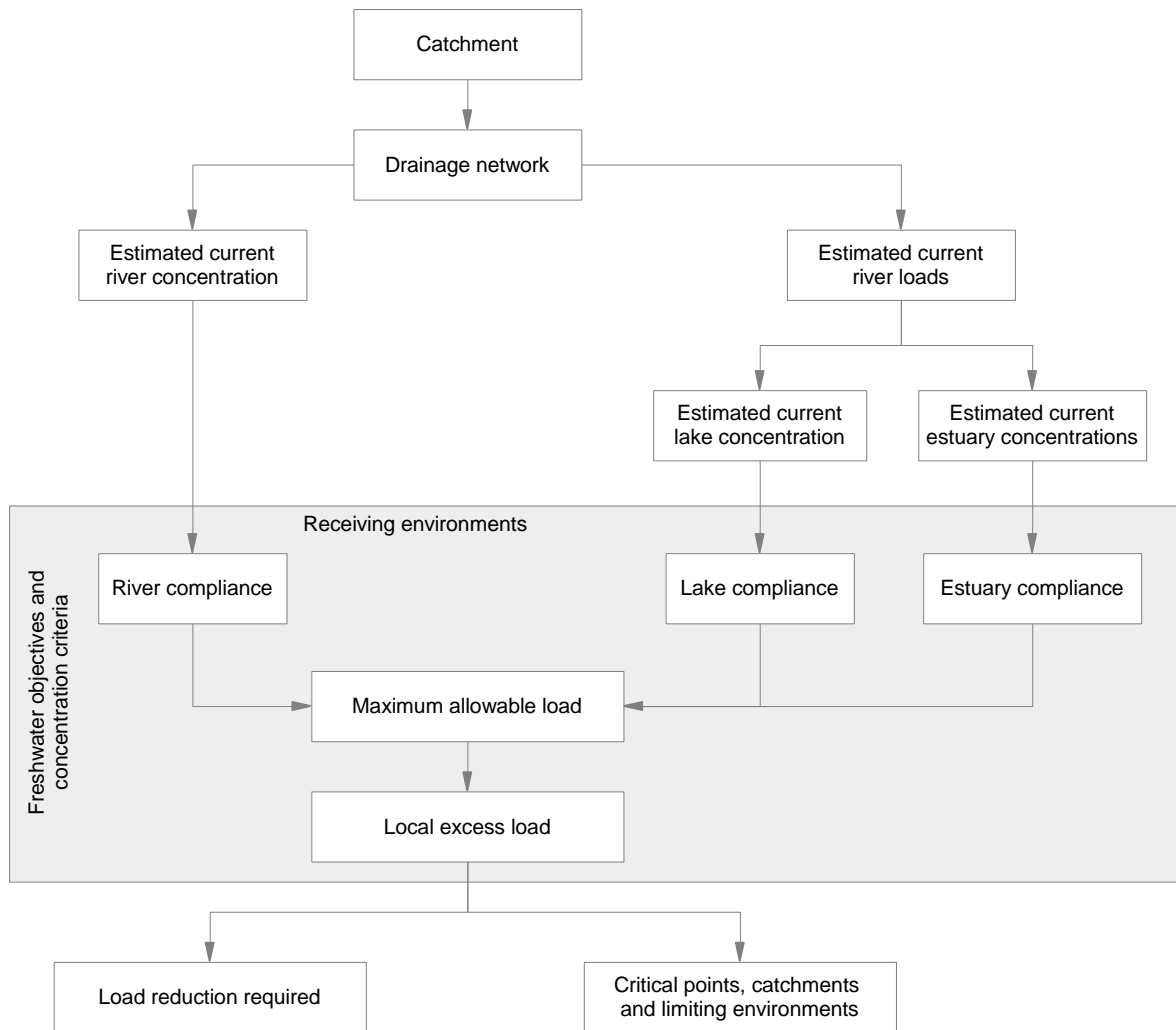 Catchment
Drainage network
Estimated current
river concentration
Estimated current
river loads
Estimated current
lake concentration
Estimated current
estuary concentrations
Receiving environments
Freshwater objectives and
concentration criteria
River compliance
Lake compliance
Estuary compliance
Maximum allowable load
Local excess load
Load reduction required
Critical points, catchments
and limiting environments